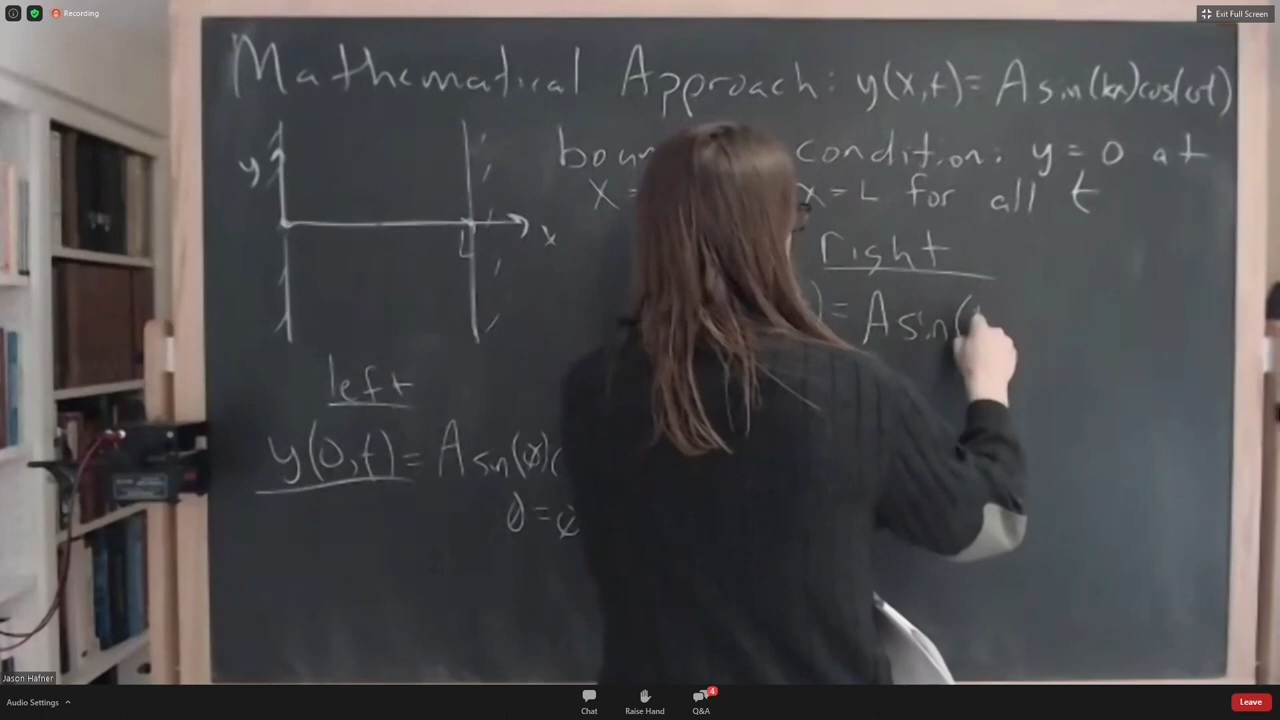 Recording
Exit Full Screen
Mathematical Approach: y(x,t)= A sin(kx)cos(ωt)
condition: y = 0 at
x = L for all t
y
L
x
right
) = A sin(
left
y(0,t) = A sin(0)
0=0
Jason Hafner
Audio Settings
Chat
Raise Hand
4
Q&A
Leave